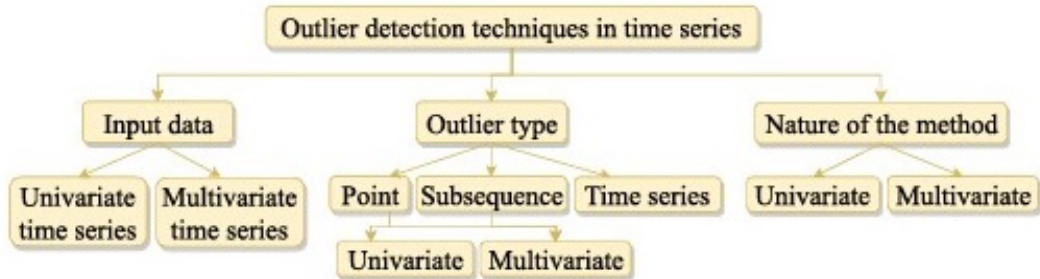 Outlier detection techniques in time series
Input data
Outlier type
Nature of the method
Univariate
time series
Multivariate
time series
Point
Subsequence
Time series
Univariate
Multivariate
Univariate
Multivariate